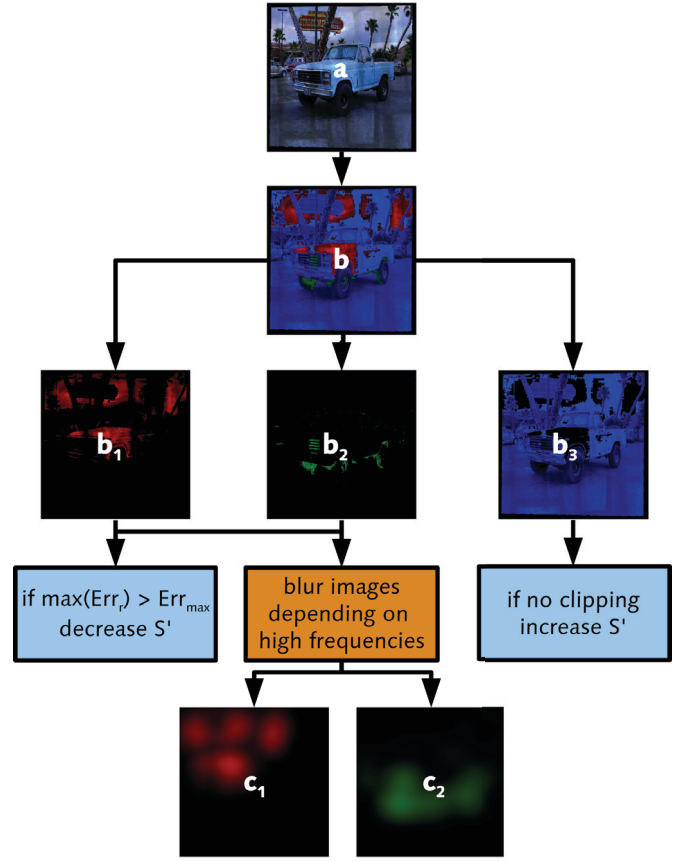 a
b
b₁
b₂
b₃
if max(Errᵣ) > Errₘₐₓ
decrease S'
blur images
depending on
high frequencies
if no clipping
increase S'
c₁
c₂